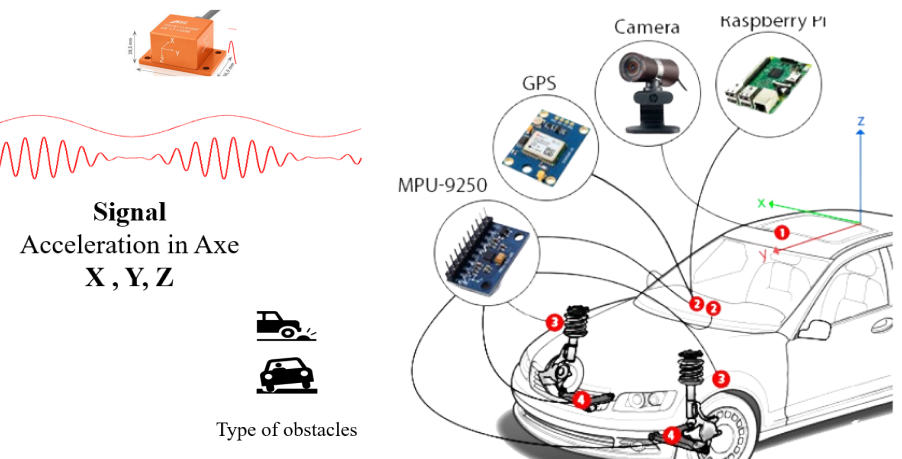 Camera
Raspberry Pi
GPS
MPU-9250
Signal
Acceleration in Axe
X , Y, Z
Type of obstacles
X
Y
Z
z
x
y
1
2
2
3
3
4
4